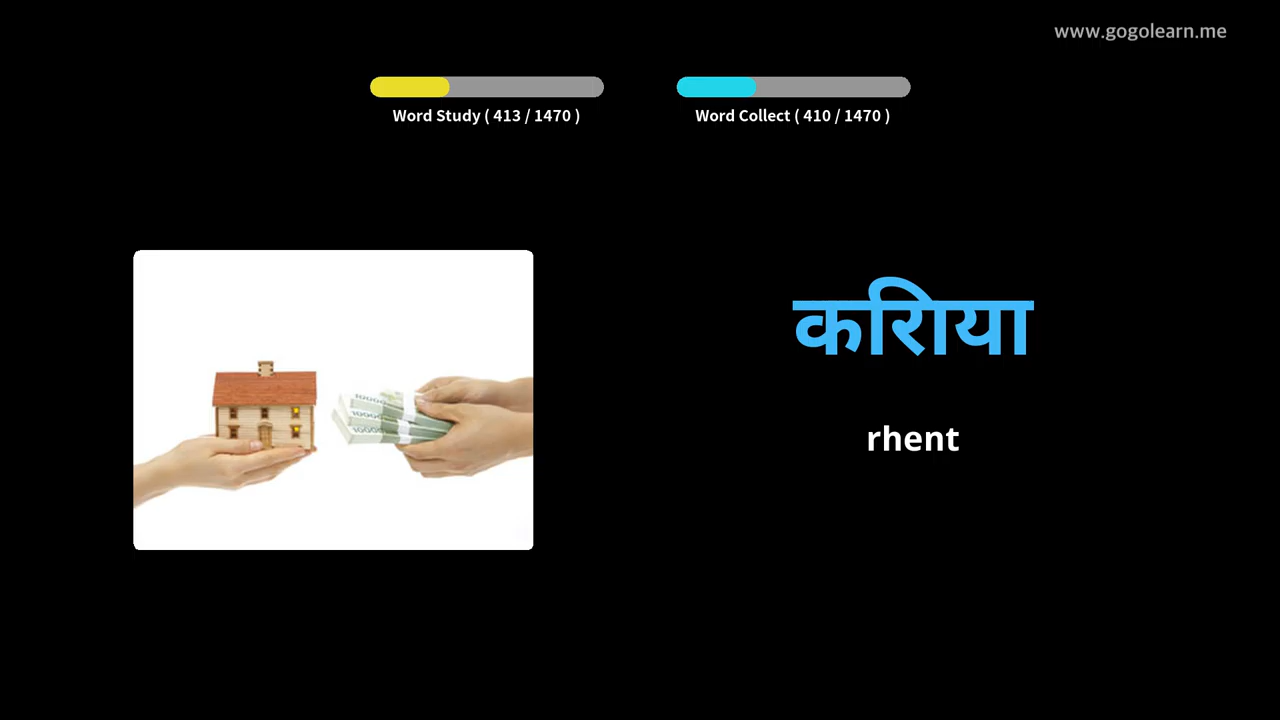 www.gogolearn.me
Word Study ( 413 / 1470 )
Word Collect ( 410 / 1470 )
करिाया
rhent